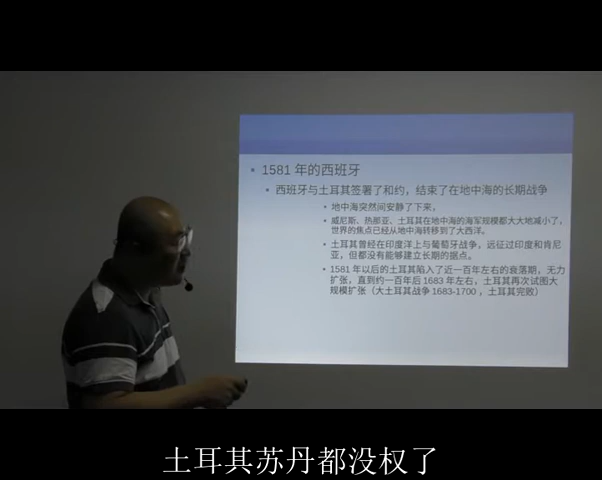 1581 年的西班牙
西班牙与土耳其签署了和约，结束了在地中海的长期战争
地中海突然间安静了下来，
威尼斯、热那亚、土耳其在地中海的海军规模都大大地减小了，
世界的焦点已经从地中海转移到了大西洋。
土耳其曾经在印度洋上与葡萄牙战争，远征过印度和肯尼
亚，但都没有能够建立长期的据点。
1581 年以后的土耳其陷入了近一百年左右的衰落期，无力
扩张，直到约一百年后 1683 年左右，土耳其再次试图大
规模扩张（大土耳其战争 1683-1700 ，土耳其完败）
土耳其苏丹都没权了